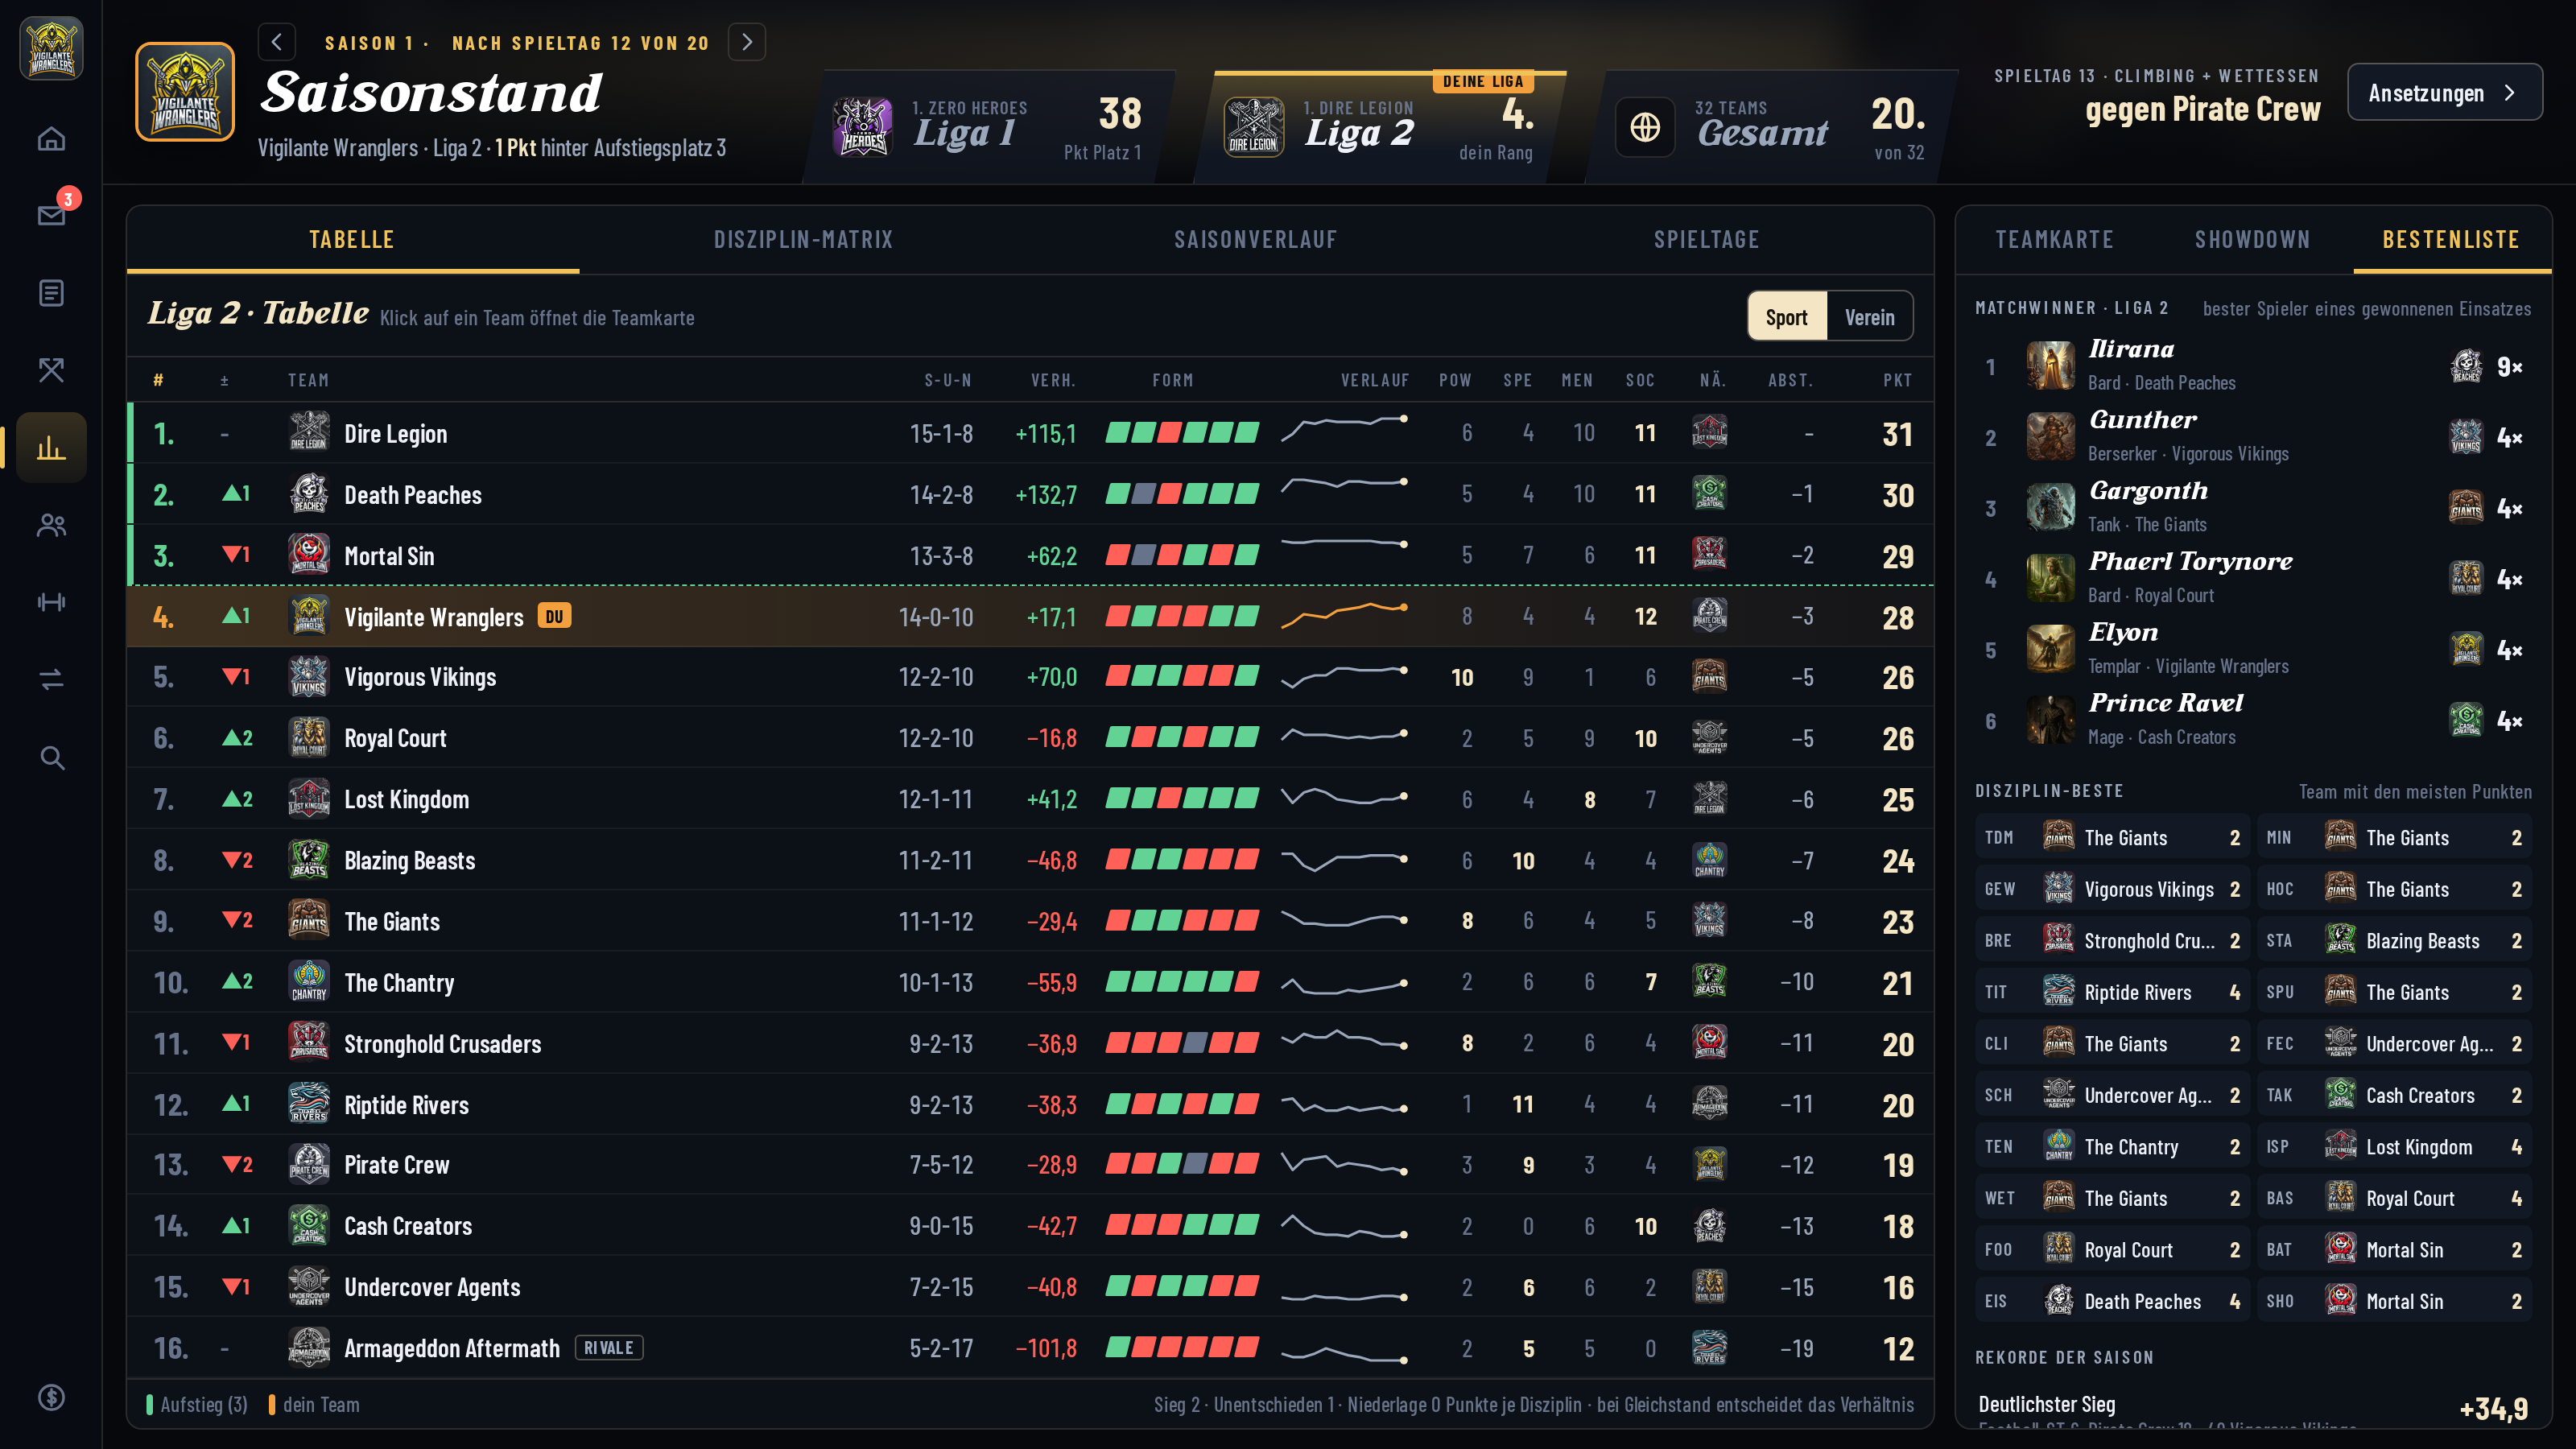 SAISON 1 · NACH SPIELTAG 12 VON 20
Saisonstand
Vigilante Wranglers · Liga 2 · 1 Pkt hinter Aufstiegsplatz 3
1. ZERO HEROES
Liga 1
38
Pkt Platz 1
DEINE LIGA
1. DIRE LEGION
Liga 2
4.
dein Rang
32 TEAMS
Gesamt
20.
von 32
SPIELTAG 13 · CLIMBING + WETTESSEN
gegen Pirate Crew
Ansetzungen
3
TABELLE DISZIPLIN-MATRIX SAISONVERLAUF SPIELTAGE
Liga 2 · Tabelle Klick auf ein Team öffnet die Teamkarte
Sport Verein
# ± TEAM S-U-N VERH. FORM VERLAUF POW SPE MEN SOC NÄ. ABST. PKT
1. - Dire Legion 15-1-8 +115,1 6 4 10 11 - 31
2. ▲1 Death Peaches 14-2-8 +132,7 5 4 10 11 −1 30
3. ▼1 Mortal Sin 13-3-8 +62,2 5 7 6 11 −2 29
4. ▲1 Vigilante Wranglers DU 14-0-10 +17,1 8 4 4 12 −3 28
5. ▼1 Vigorous Vikings 12-2-10 +70,0 10 9 1 6 −5 26
6. ▲2 Royal Court 12-2-10 −16,8 2 5 9 10 −5 26
7. ▲2 Lost Kingdom 12-1-11 +41,2 6 4 8 7 −6 25
8. ▼2 Blazing Beasts 11-2-11 −46,8 6 10 4 4 −7 24
9. ▼2 The Giants 11-1-12 −29,4 8 6 4 5 −8 23
10. ▲2 The Chantry 10-1-13 −55,9 2 6 6 7 −10 21
11. ▼1 Stronghold Crusaders 9-2-13 −36,9 8 2 6 4 −11 20
12. ▲1 Riptide Rivers 9-2-13 −38,3 1 11 4 4 −11 20
13. ▼2 Pirate Crew 7-5-12 −28,9 3 9 3 4 −12 19
14. ▲1 Cash Creators 9-0-15 −42,7 2 0 6 10 −13 18
15. ▼1 Undercover Agents 7-2-15 −40,8 2 6 6 2 −15 16
16. - Armageddon Aftermath RIVALE 5-2-17 −101,8 2 5 5 0 −19 12
Aufstieg (3) dein Team
Sieg 2 · Unentschieden 1 · Niederlage 0 Punkte je Disziplin · bei Gleichstand entscheidet das Verhältnis
TEAMKARTE SHOWDOWN BESTENLISTE
MATCHWINNER · LIGA 2 bester Spieler eines gewonnenen Einsatzes
1 Ilirana 9×
Bard · Death Peaches
2 Gunther 4×
Berserker · Vigorous Vikings
3 Gargonth 4×
Tank · The Giants
4 Phaerl Torynore 4×
Bard · Royal Court
5 Elyon 4×
Templar · Vigilante Wranglers
6 Prince Ravel 4×
Mage · Cash Creators
DISZIPLIN-BESTE Team mit den meisten Punkten
TDM The Giants 2 MIN The Giants 2
GEW Vigorous Vikings 2 HOC The Giants 2
BRE Stronghold Cru... 2 STA Blazing Beasts 2
TIT Riptide Rivers 4 SPU The Giants 2
CLI The Giants 2 FEC Undercover Ag... 2
SCH Undercover Ag... 2 TAK Cash Creators 2
TEN The Chantry 2 ISP Lost Kingdom 4
WET The Giants 2 BAS Royal Court 4
FOO Royal Court 2 BAT Mortal Sin 2
EIS Death Peaches 4 SHO Mortal Sin 2
REKORDE DER SAISON
Deutlichster Sieg +34,9